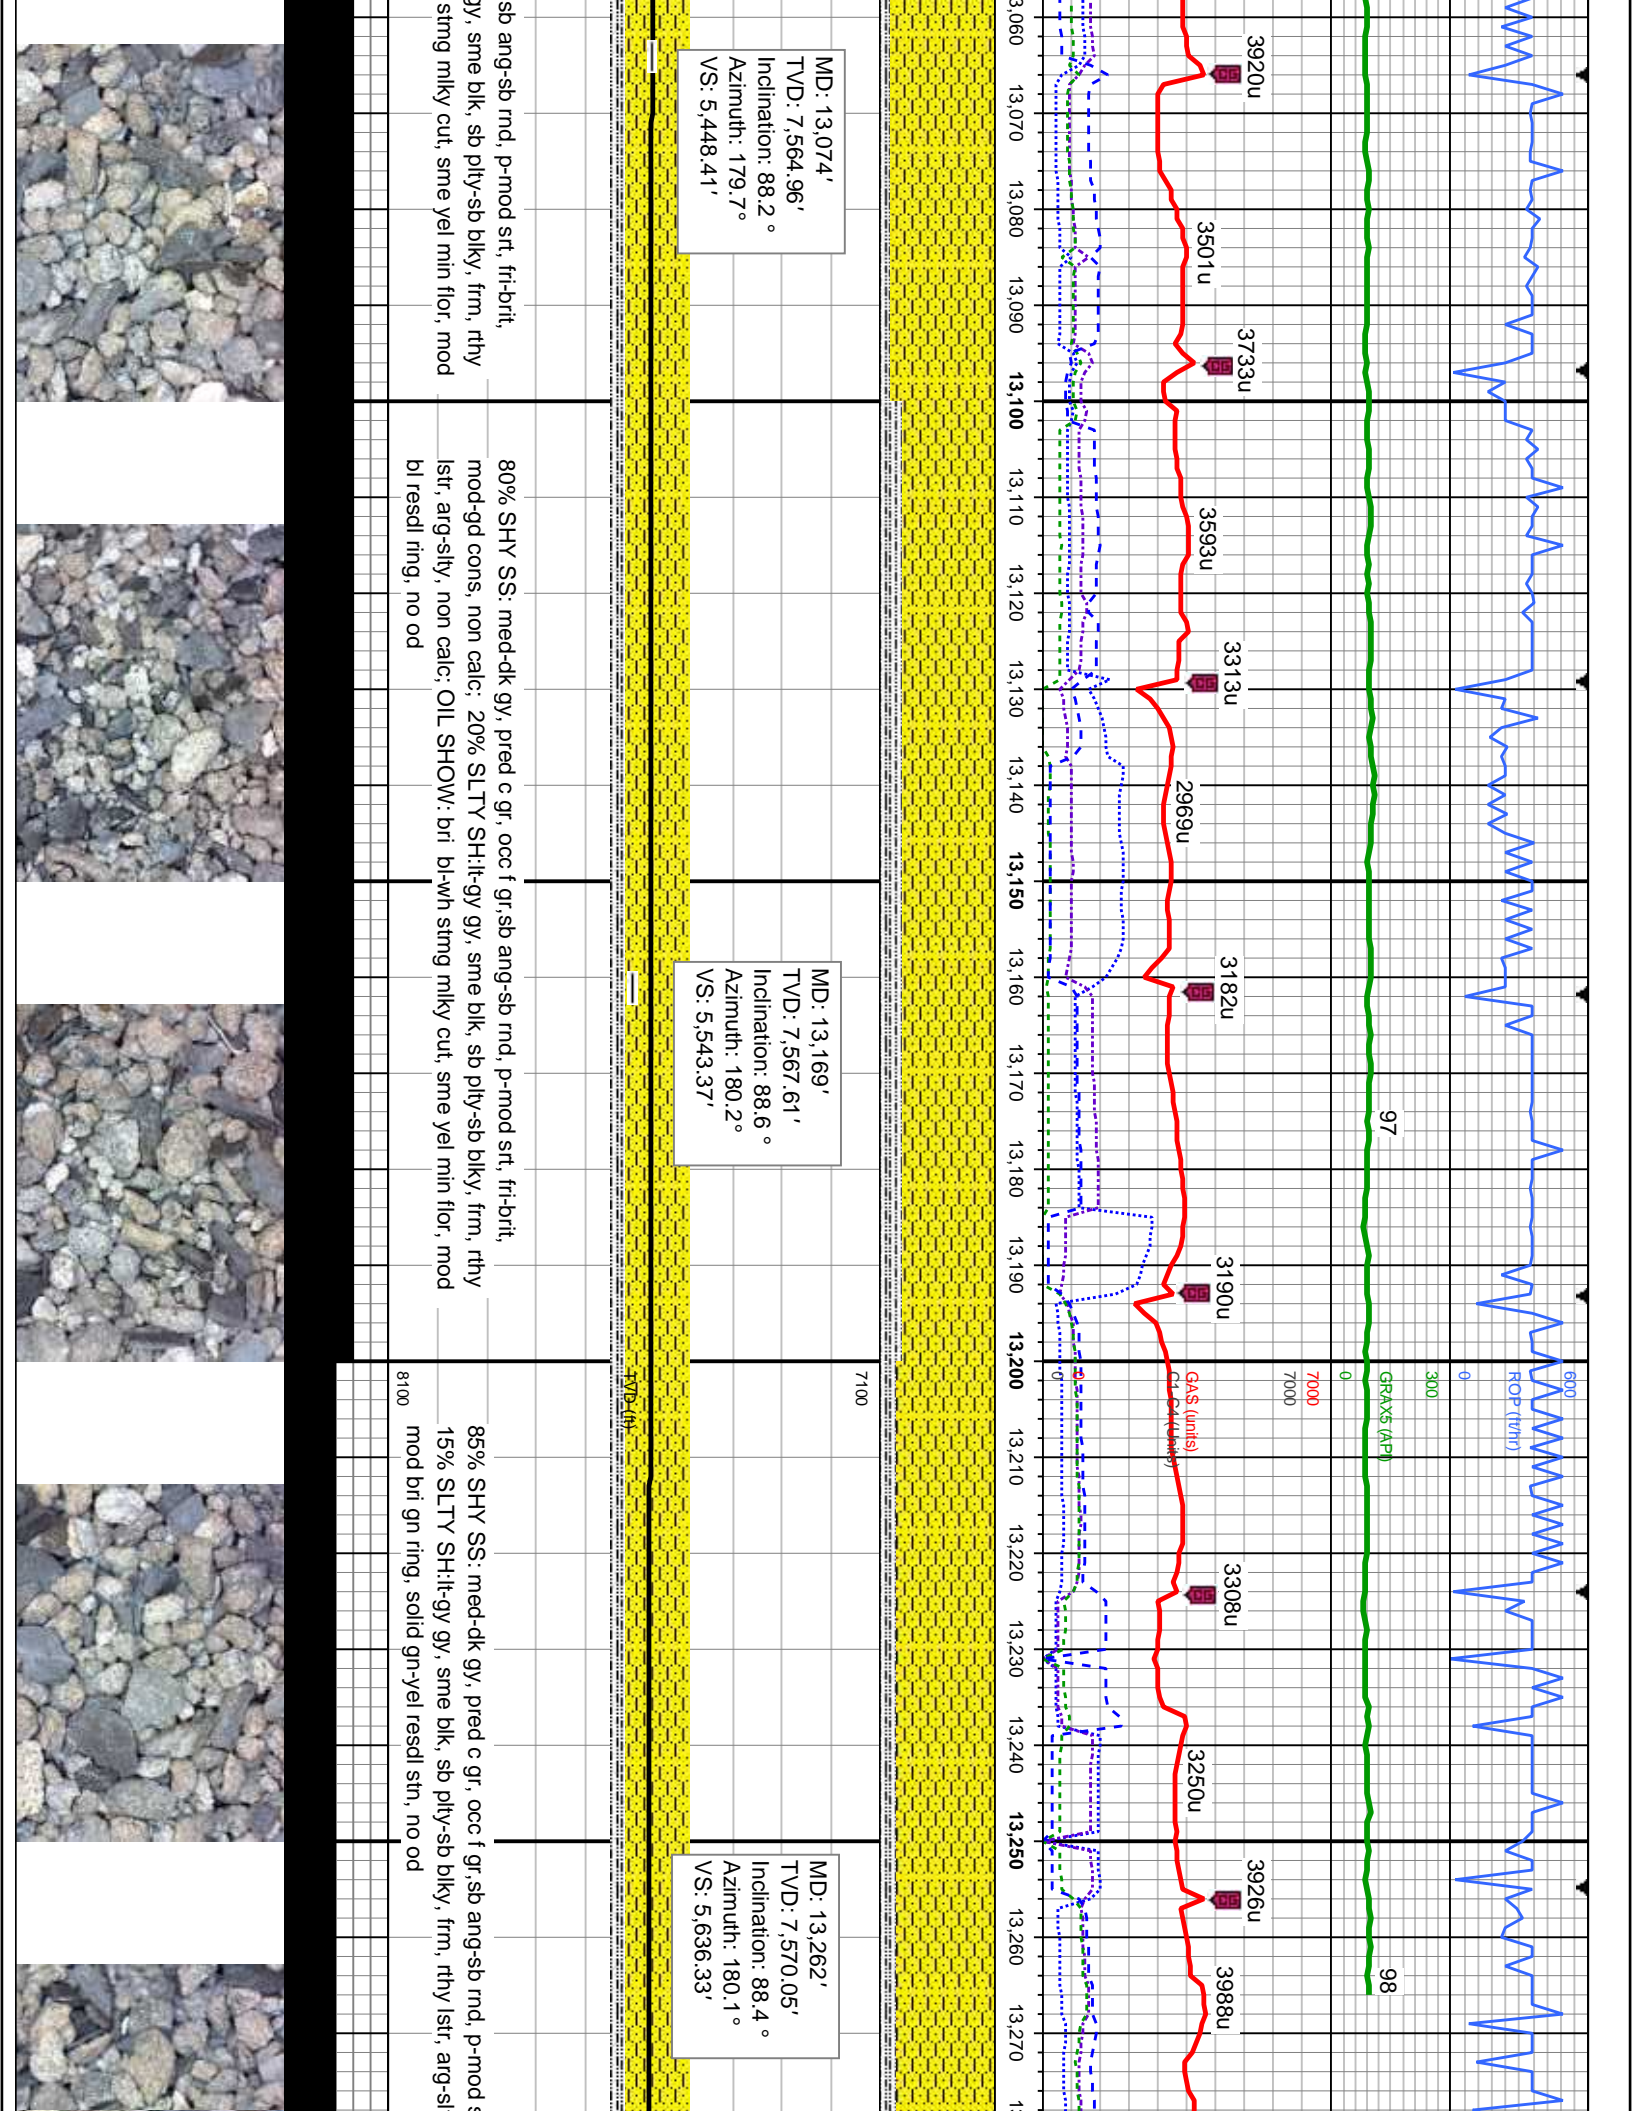 3920u
3501u
3733u
3593u
3313u
2969u
3182u
3190u
3308u
3250u
3926u
3988u
97
98
600
ROP (ft/hr)
0
300
GRAX5 (API)
0
7000
7000
GAS (units)
C1-C4 (Units)
0
13,070
13,080
13,090
13,100
13,110
13,120
13,130
13,140
13,150
13,160
13,170
13,180
13,190
13,200
13,210
13,220
13,230
13,240
13,250
13,260
13,270
MD: 13,074'
TVD: 7,564.96'
Inclination: 88.2 °
Azimuth: 179.7°
VS: 5,448.41'
MD: 13,169'
TVD: 7,567.61'
Inclination: 88.6 °
Azimuth: 180.2°
VS: 5,543.37'
MD: 13,262'
TVD: 7,570.05'
Inclination: 88.4 °
Azimuth: 180.1°
VS: 5,636.33'
7100
TVD (ft)
8100
sb ang-sb rnd, p-mod srt, fri-brit,
gy, sme blk, sb plty-sb blky, frm, rthy
stmg mlky cut, sme yel min flor, mod
80% SHY SS: med-dk gy, pred c gr, occ f gr,sb ang-sb rnd, p-mod srt, fri-brit,
mod-gd cons, non calc; 20% SLTY SH:lt-gy gy, sme blk, sb plty-sb blky, frm, rthy
lstr, arg-slty, non calc; OIL SHOW: bri bl-wh stmg mlky cut, sme yel min flor, mod
bl resdl ring, no od
85% SHY SS: med-dk gy, pred c gr, occ f gr,sb ang-sb rnd, p-mod
15% SLTY SH:lt-gy gy, sme blk, sb plty-sb blky, frm, rthy lstr,
mod bri gn ring, solid gn-yel resdl stn, no od